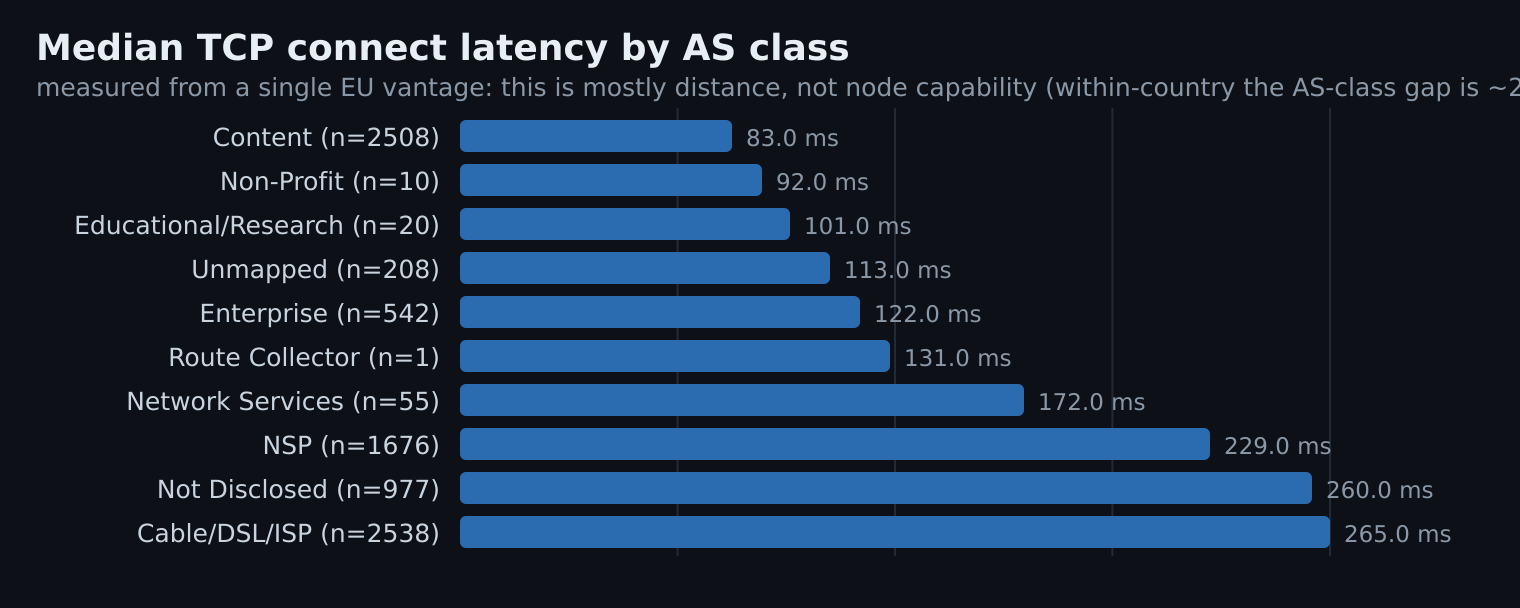 Median TCP connect latency by AS class
measured from a single EU vantage: this is mostly distance, not node capability (within-country the AS-class gap is ~2
Content (n=2508) 83.0 ms
Non-Profit (n=10) 92.0 ms
Educational/Research (n=20) 101.0 ms
Unmapped (n=208) 113.0 ms
Enterprise (n=542) 122.0 ms
Route Collector (n=1) 131.0 ms
Network Services (n=55) 172.0 ms
NSP (n=1676) 229.0 ms
Not Disclosed (n=977) 260.0 ms
Cable/DSL/ISP (n=2538) 265.0 ms